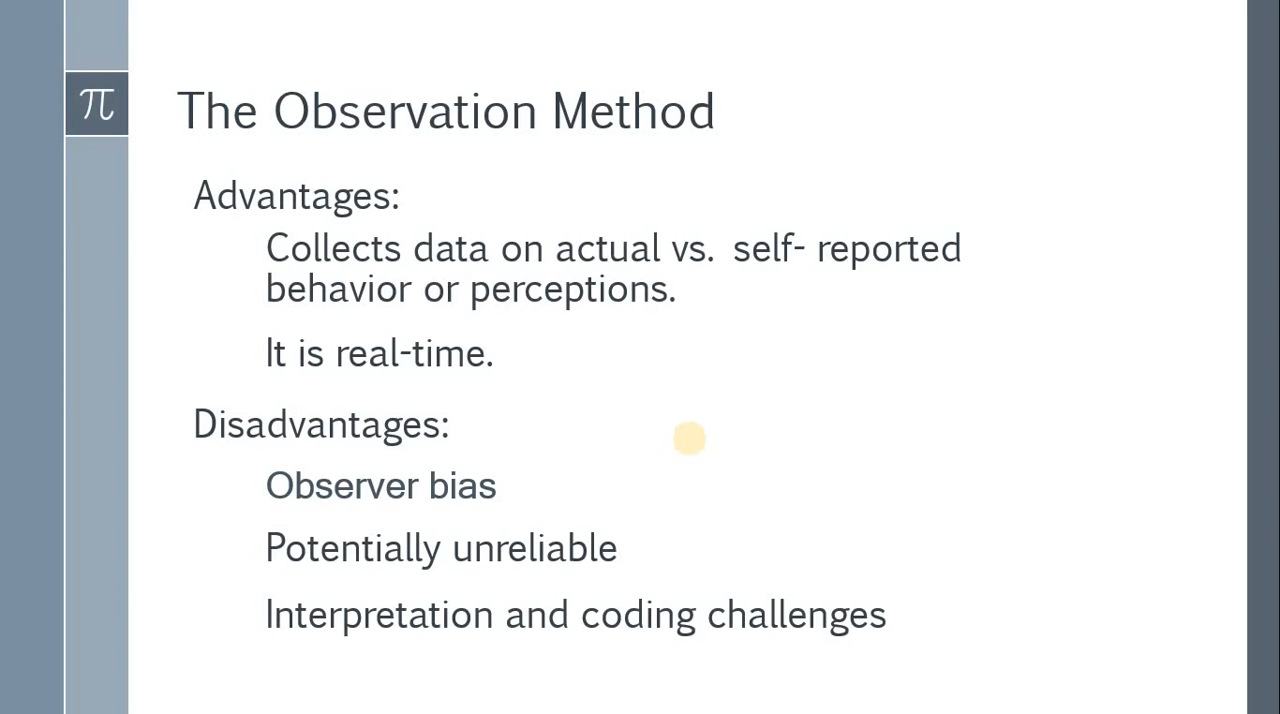 π
The Observation Method
Advantages:
Collects data on actual vs. self- reported
behavior or perceptions.
It is real-time.
Disadvantages:
Observer bias
Potentially unreliable
Interpretation and coding challenges